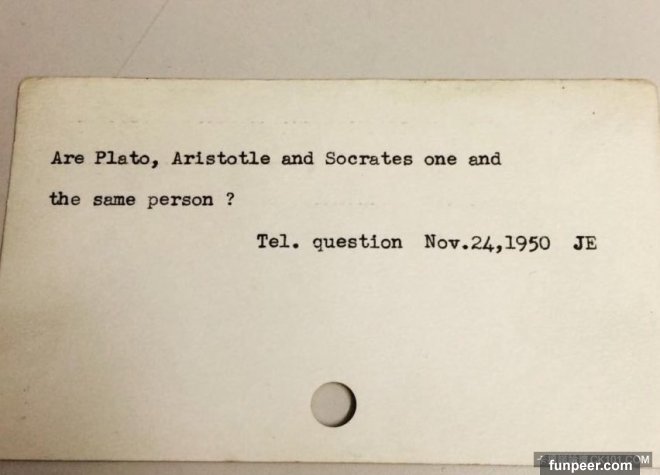 Are Plato, Aristotle and Socrates one and
the same person ?
Tel. question Nov.24,1950 JE
funpeer.com